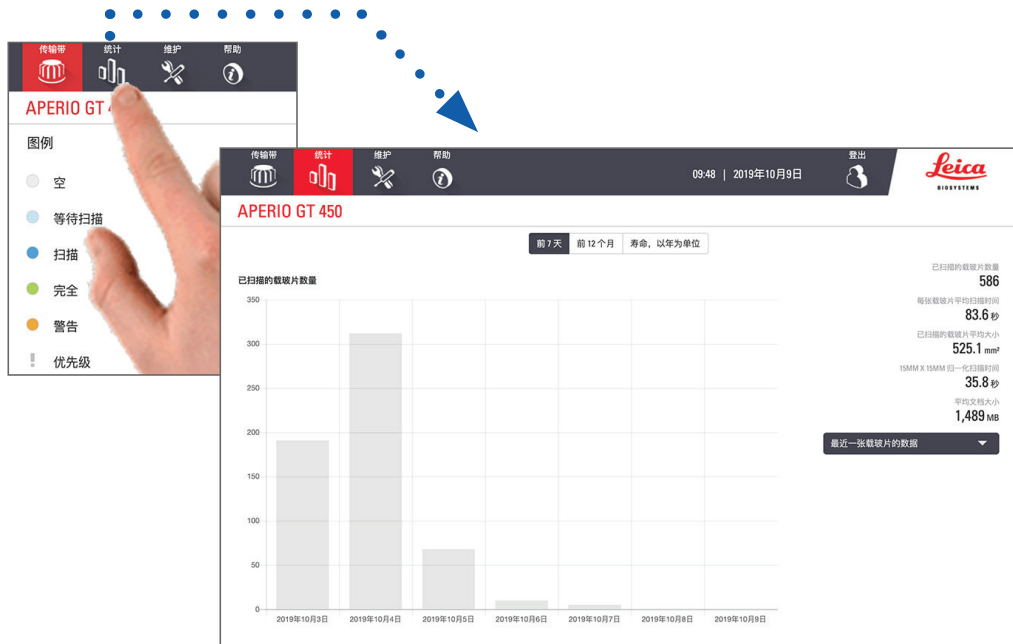 传输带 统计 维护 帮助
APERIO GT 4
图例
空
等待扫描
扫描
完全
警告
优先级
传输带 统计 维护 帮助 09:48 | 2019年10月9日 登出
Leica
BIOSYSTEMS
APERIO GT 450
前7天 前12个月 寿命，以年为单位
已扫描的载玻片数量
586
每张载玻片平均扫描时间
83.6 秒
已扫描的载玻片平均大小
525.1 mm²
15MM X 15MM 归一化扫描时间
35.8 秒
平均文档大小
1,489 MB
最近一张载玻片的数据
已扫描的载玻片数量
350
300
250
200
150
100
50
0
2019年10月3日 2019年10月4日 2019年10月5日 2019年10月6日 2019年10月7日 2019年10月8日 2019年10月9日